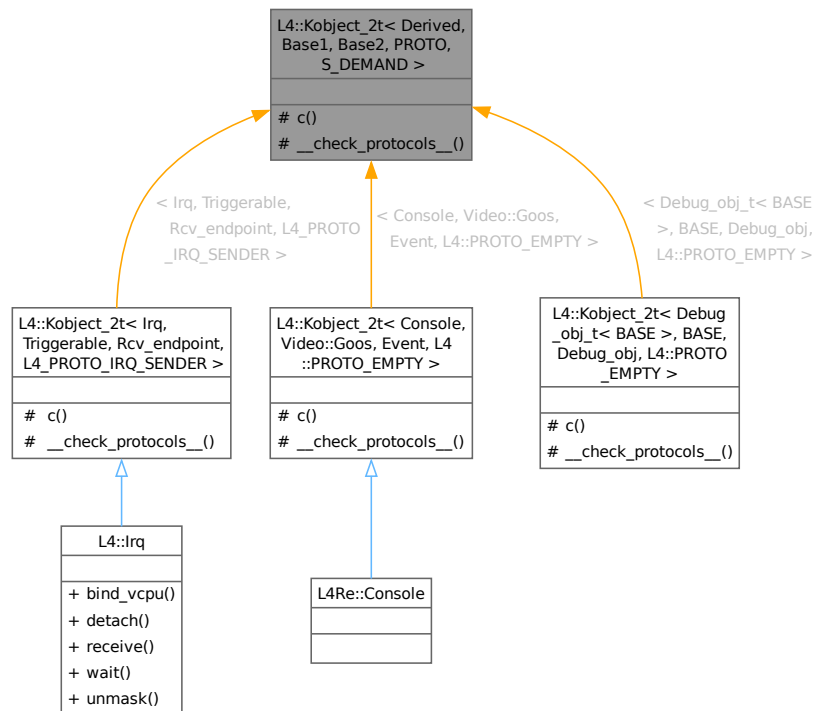 L4::Kobject_2t< Derived,
Base1, Base2, PROTO,
S_DEMAND >
# c()
# __check_protocols__()
< Irq, Triggerable,
Rcv_endpoint, L4_PROTO
_IRQ_SENDER >
< Console, Video::Goos,
Event, L4::PROTO_EMPTY >
< Debug_obj_t< BASE
>, BASE, Debug_obj,
L4::PROTO_EMPTY >
L4::Kobject_2t< Irq,
Triggerable, Rcv_endpoint,
L4_PROTO_IRQ_SENDER >
# c()
# __check_protocols__()
L4::Kobject_2t< Console,
Video::Goos, Event, L4
::PROTO_EMPTY >
# c()
# __check_protocols__()
L4::Kobject_2t< Debug
_obj_t< BASE >, BASE,
Debug_obj, L4::PROTO
_EMPTY >
# c()
# __check_protocols__()
L4::Irq
+ bind_vcpu()
+ detach()
+ receive()
+ wait()
+ unmask()
L4Re::Console